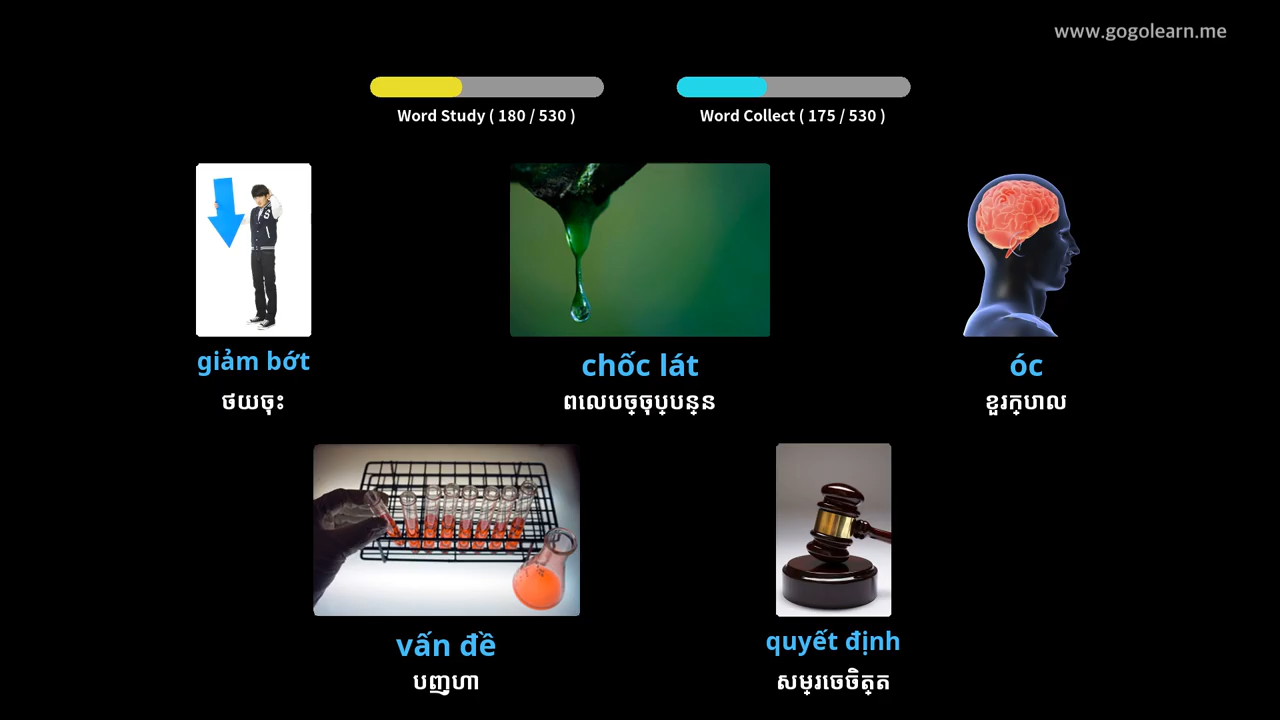 www.gogolearn.me
Word Study ( 180 / 530 )
Word Collect ( 175 / 530 )
giảm bớt
ថយចុះ
chốc lát
ពេលបច្ចុប្បន្ន
óc
ខួរក្បាល
vấn đề
បញ្ហា
quyết định
សម្រេចចិត្ត